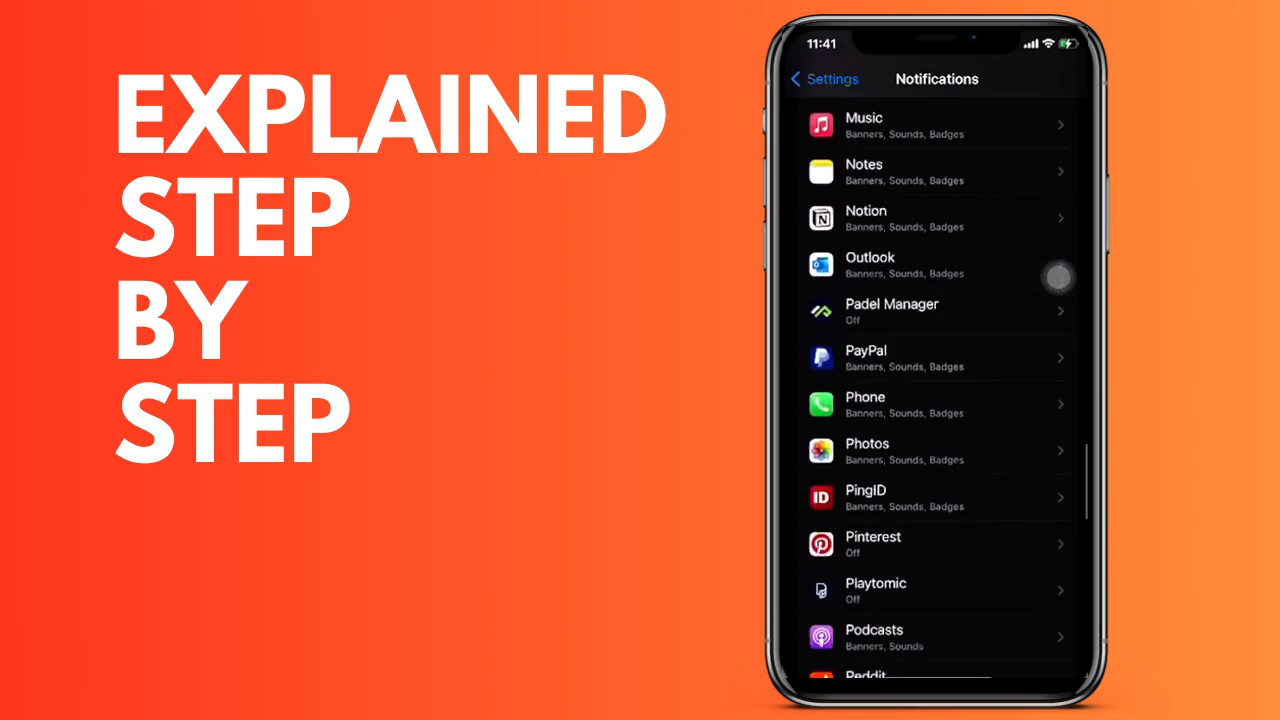 EXPLAINED
STEP
BY
STEP
11:41
Settings Notifications
Music
Banners, Sounds, Badges
Notes
Banners, Sounds, Badges
Notion
Banners, Sounds, Badges
Outlook
Banners, Sounds, Badges
Padel Manager
Off
PayPal
Banners, Sounds, Badges
Phone
Banners, Sounds, Badges
Photos
Banners, Sounds, Badges
ID
PingID
Banners, Sounds, Badges
Pinterest
Off
Playtomic
Off
Podcasts
Banners, Sounds
Reddit